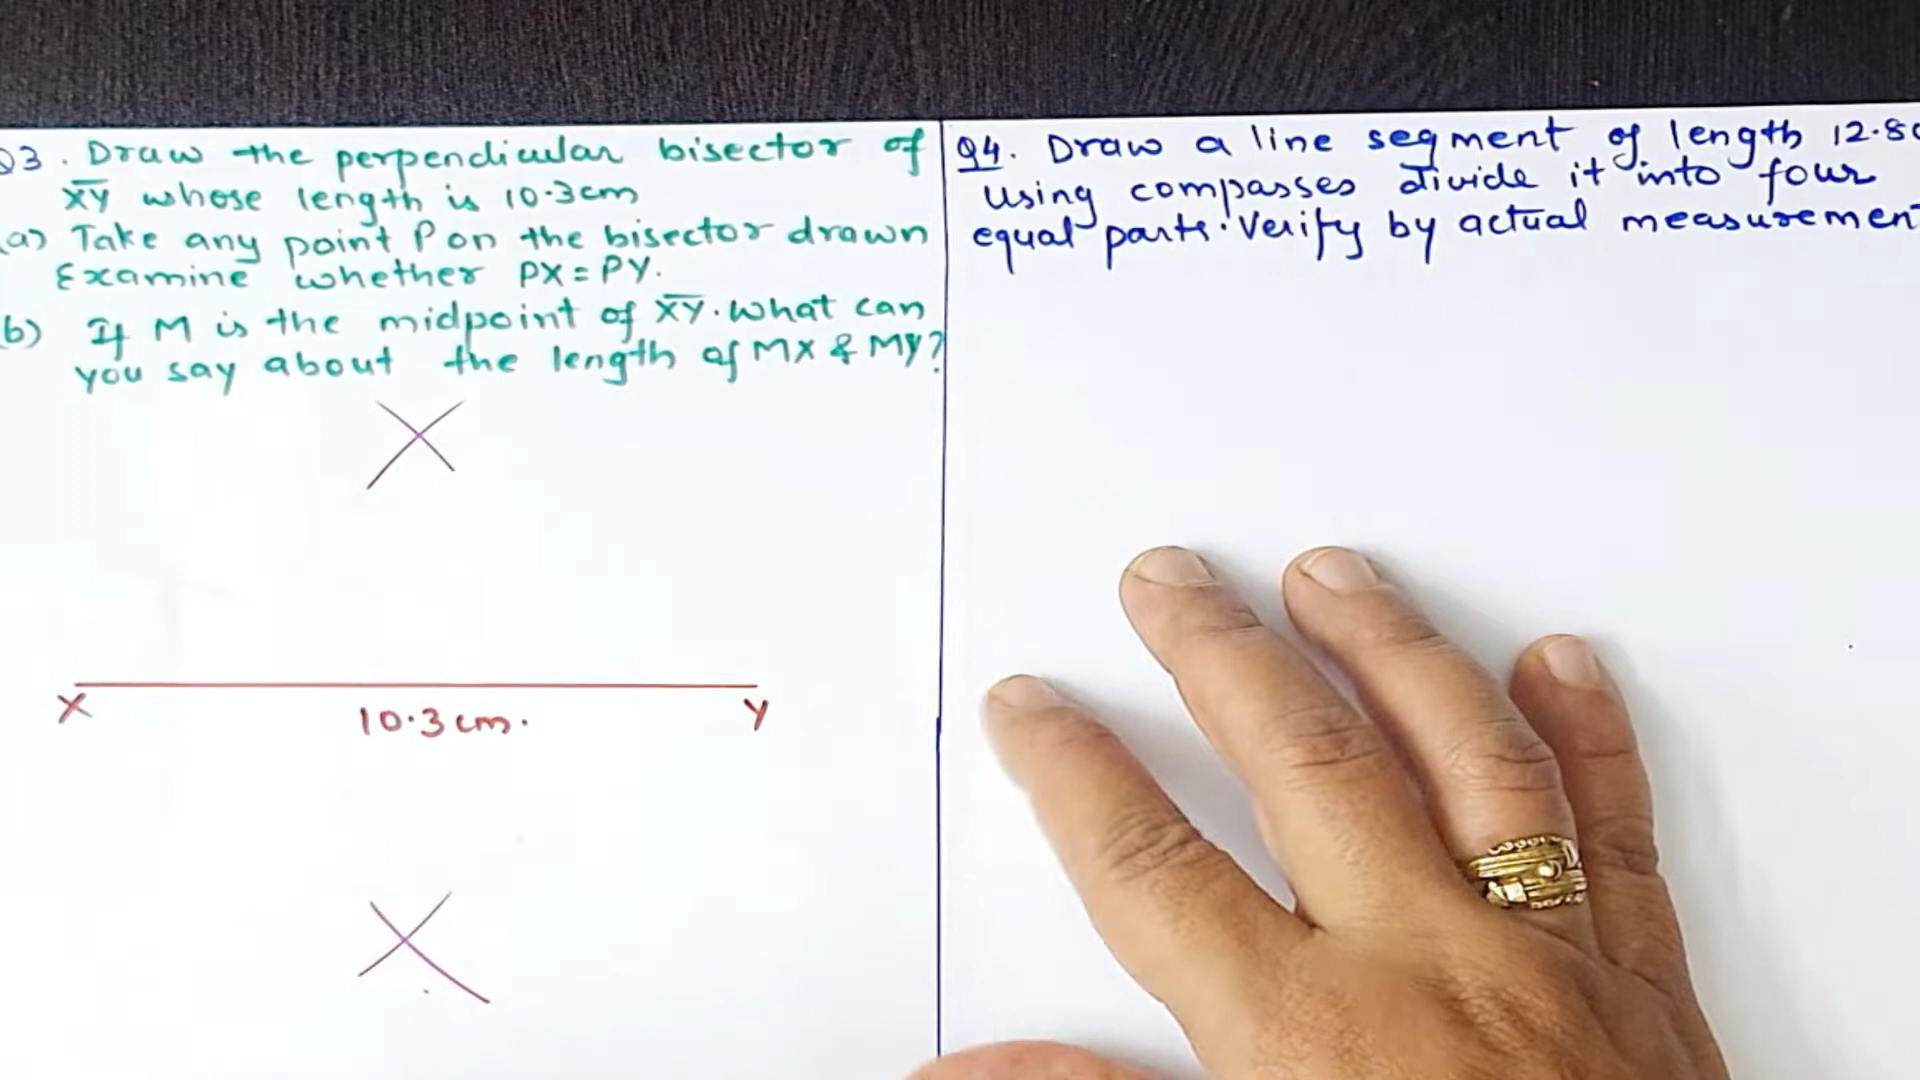 Q3. Draw the perpendicular bisector of
XY whose length is 10.3cm
(a) Take any point P on the bisector drawn
Examine whether PX = PY.
b) If M is the midpoint of XY. What can
you say about the length of MX & MY?
X
10.3 cm.
Y
Q4. Draw a line segment of length 12.8c
Using compasses divide it into four
equal parts. Verify by actual measurement